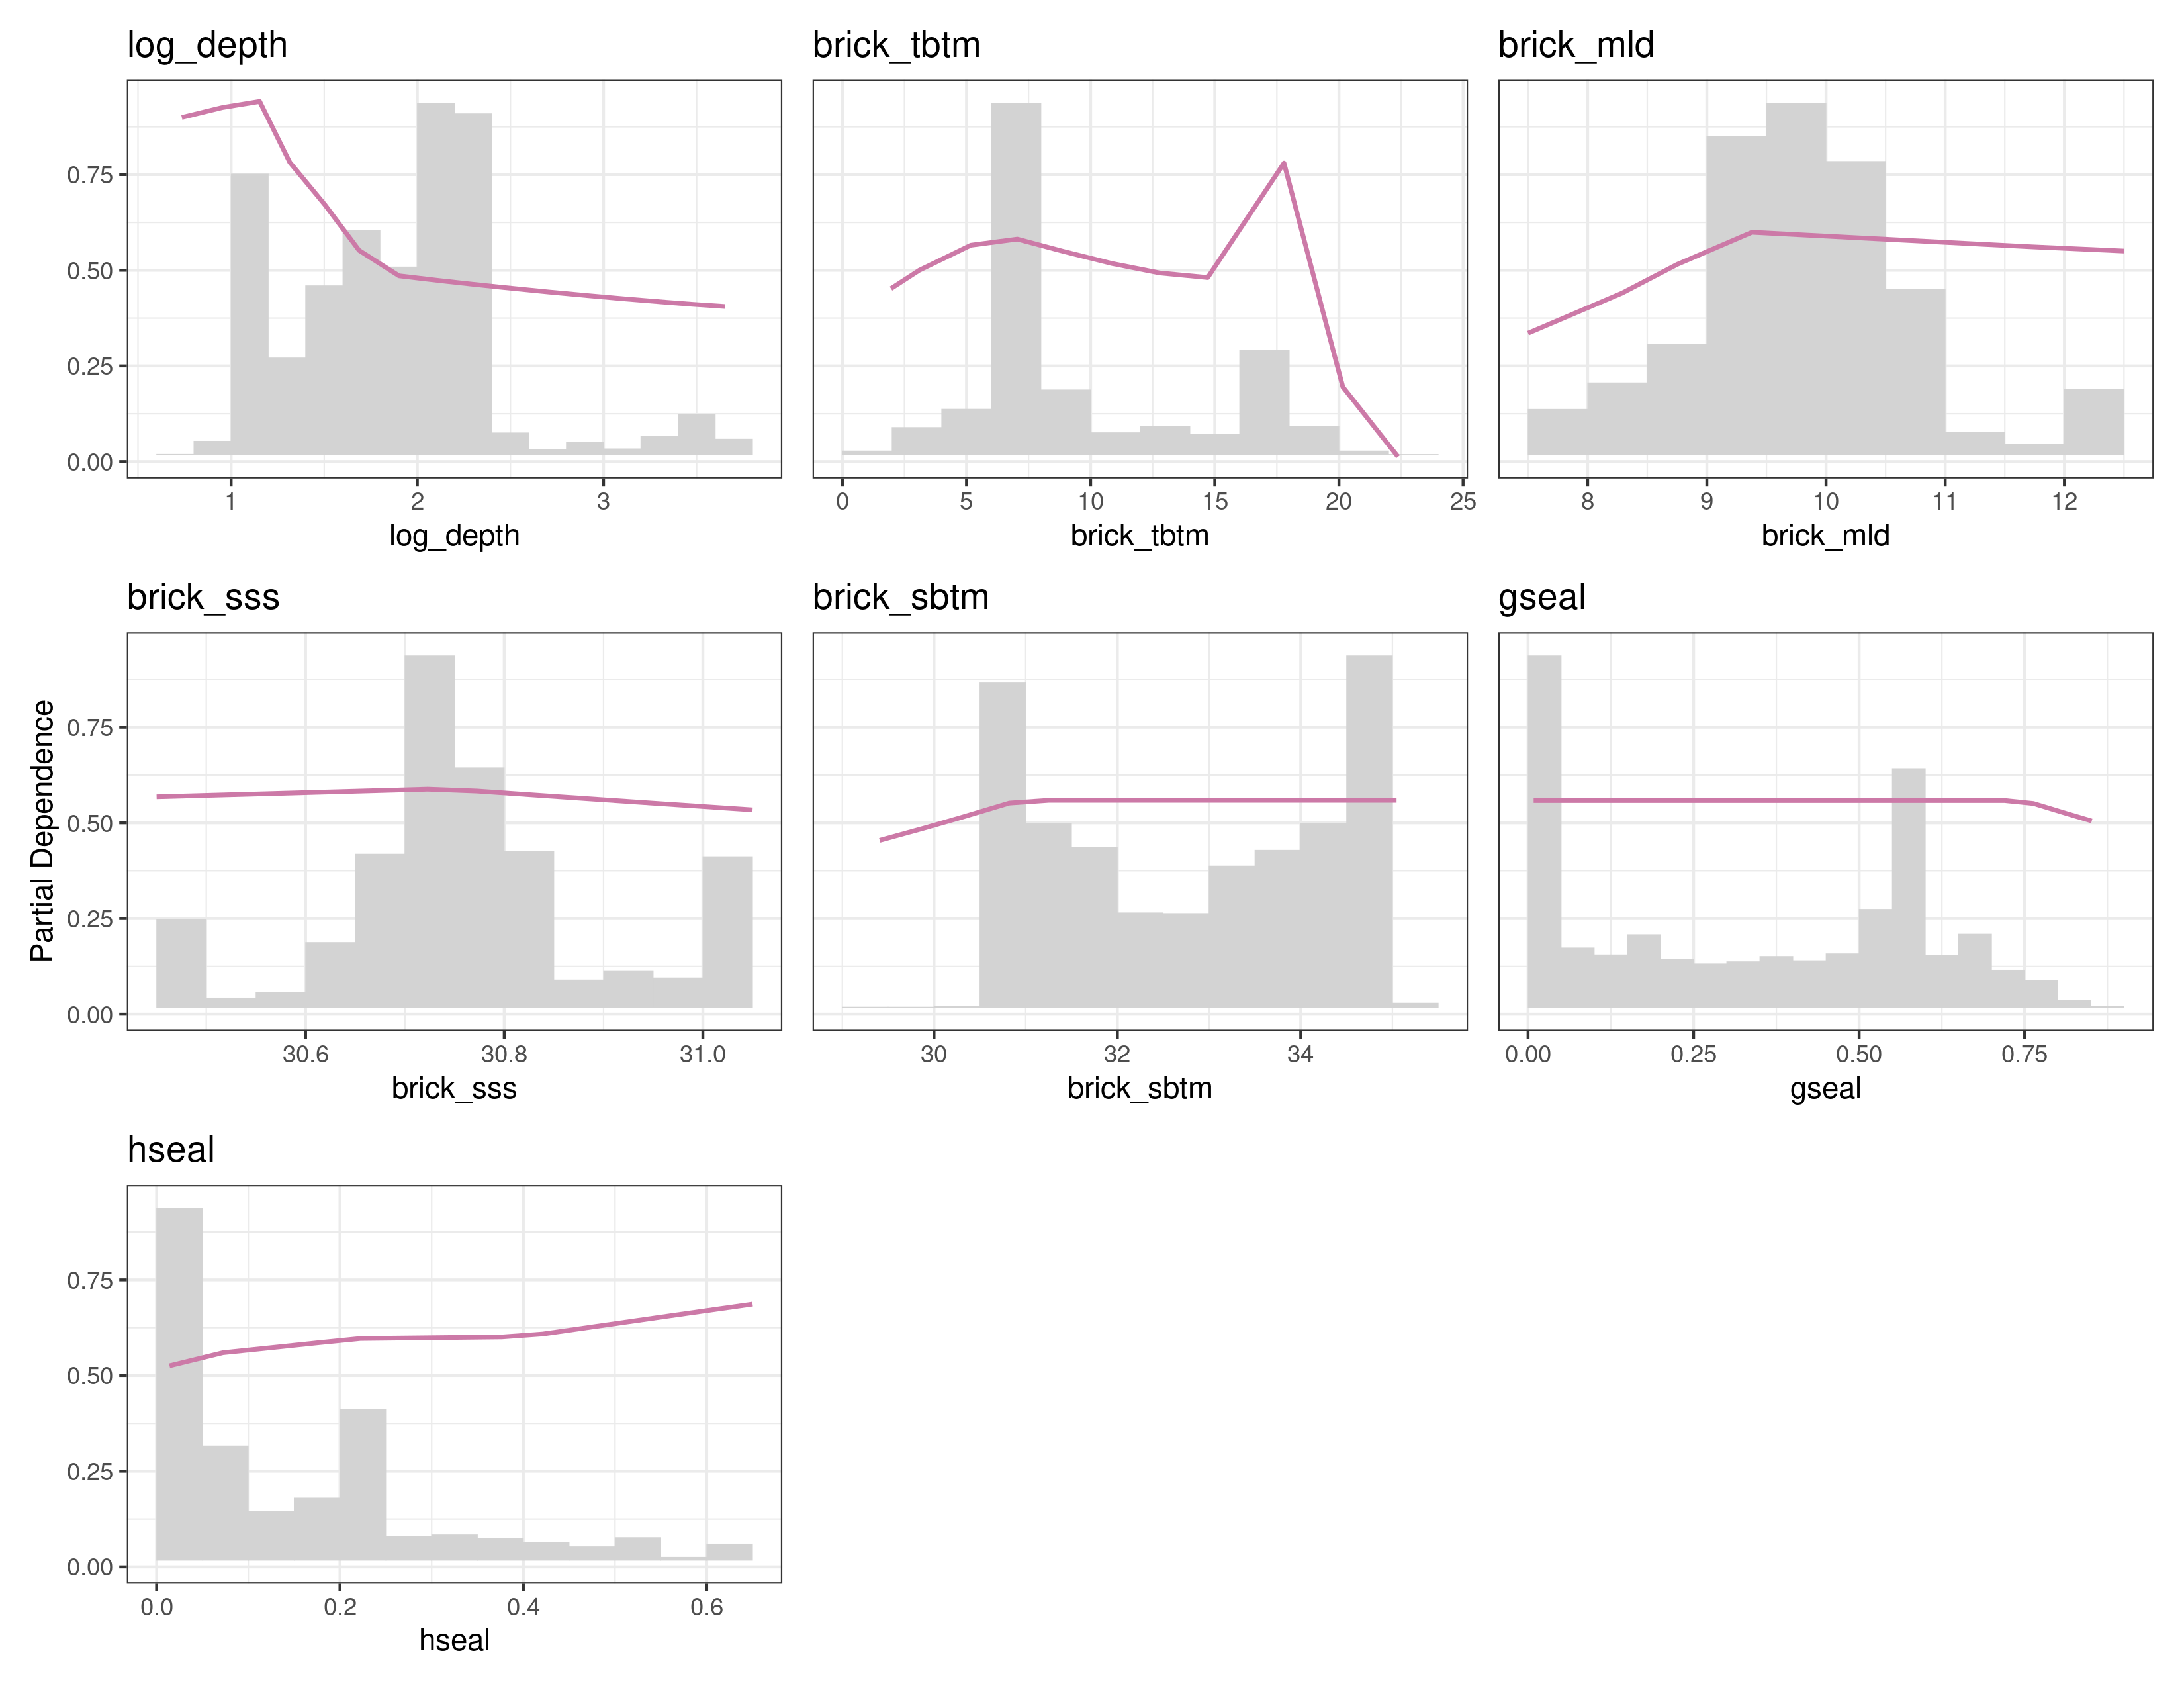 log_depth
brick_tbtm
brick_mld
0.75
0.50
0.25
0.00
1 2 3
0 5 10 15 20 25
8 9 10 11 12
log_depth
brick_tbtm
brick_mld
brick_sss
brick_sbtm
gseal
Partial Dependence
0.75
0.50
0.25
0.00
30.6 30.8 31.0
30 32 34
0.00 0.25 0.50 0.75
brick_sss
brick_sbtm
gseal
hseal
0.75
0.50
0.25
0.00
0.0 0.2 0.4 0.6
hseal